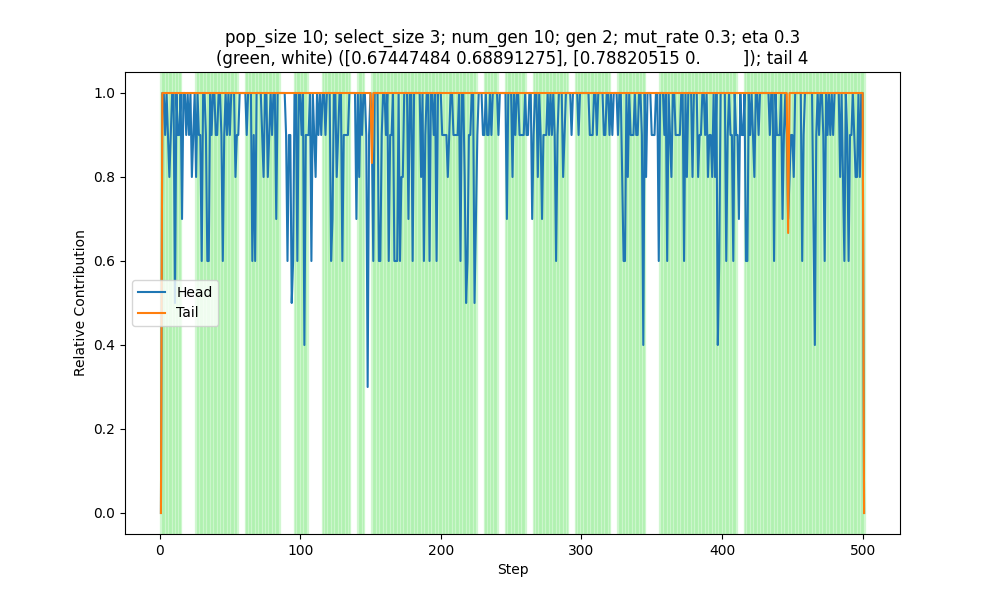 pop_size 10; select_size 3; num_gen 10; gen 2; mut_rate 0.3; eta 0.3
(green, white) ([0.67447484 0.68891275], [0.78820515 0.         ]); tail 4
1.0
0.8
0.6
0.4
0.2
0.0
Relative Contribution
Head
Tail
0
100
200
300
400
500
Step